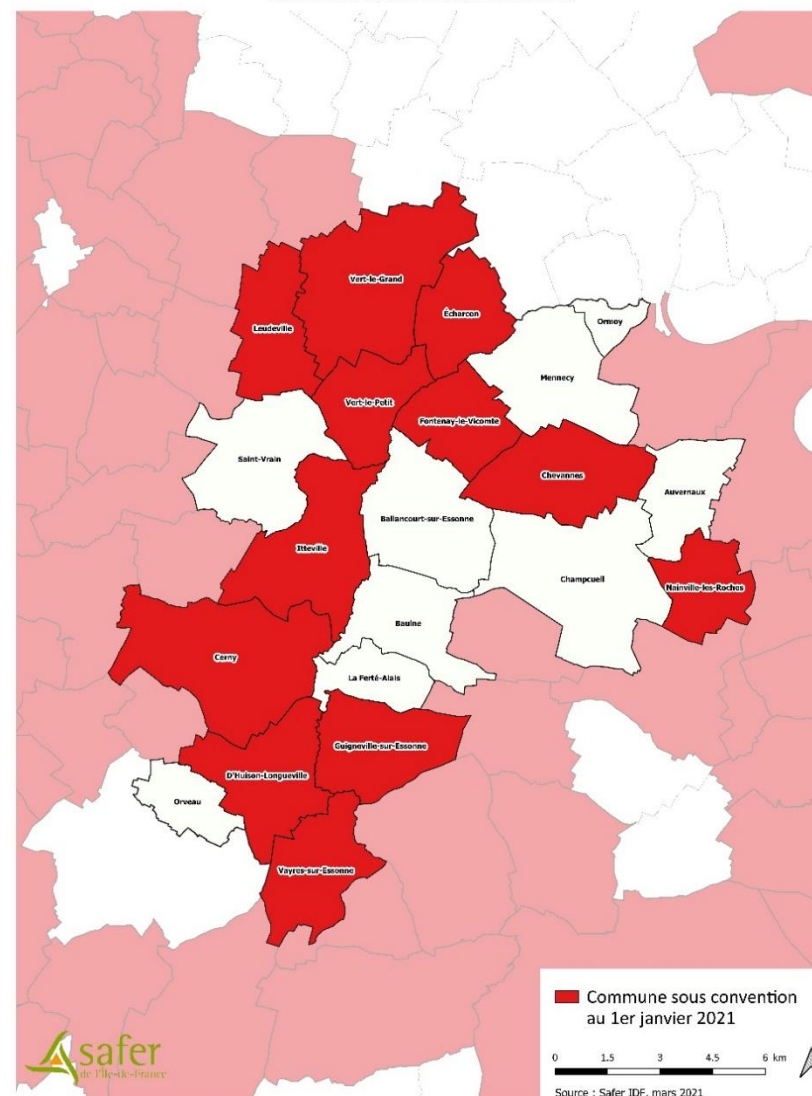 Vert-le-Grand
Leudeville
Écharcon
Ormoy
Mennecy
Vert-le-Petit
Fontenay-le-Vicomte
Saint-Vrain
Chevannes
Auvernaux
Ballancourt-sur-Essonne
Itteville
Champcueil
Nainville-les-Roches
Baulne
Cerny
La Ferté-Alais
Guigneville-sur-Essonne
D'Huison-Longueville
Orveau
Vayres-sur-Essonne
Commune sous convention
au 1er janvier 2021
0 1.5 3 4.5 6 km
Source : Safer IDF, mars 2021
safer
de l'Île-de-France